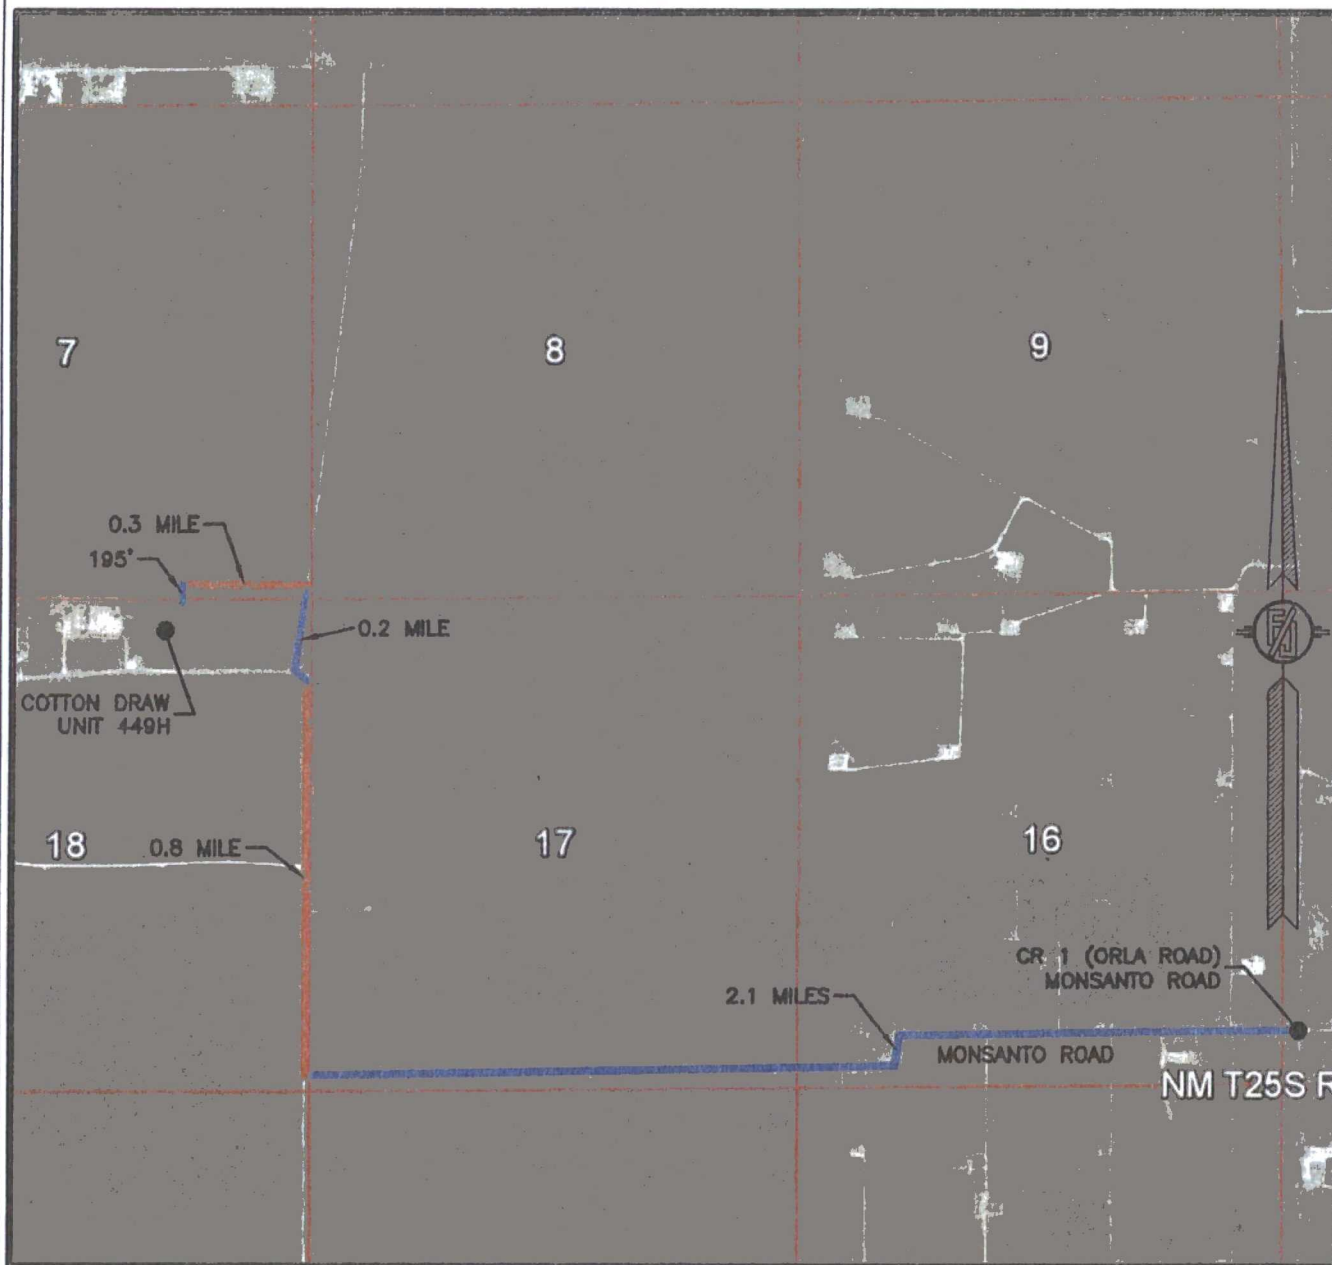 7
8
9
0.3 MILE
195'
0.2 MILE
COTTON DRAW
UNIT 449H
18
0.8 MILE
17
16
CR 1 (ORLA ROAD)
MONSANTO ROAD
2.1 MILES
MONSANTO ROAD
NM T25S R